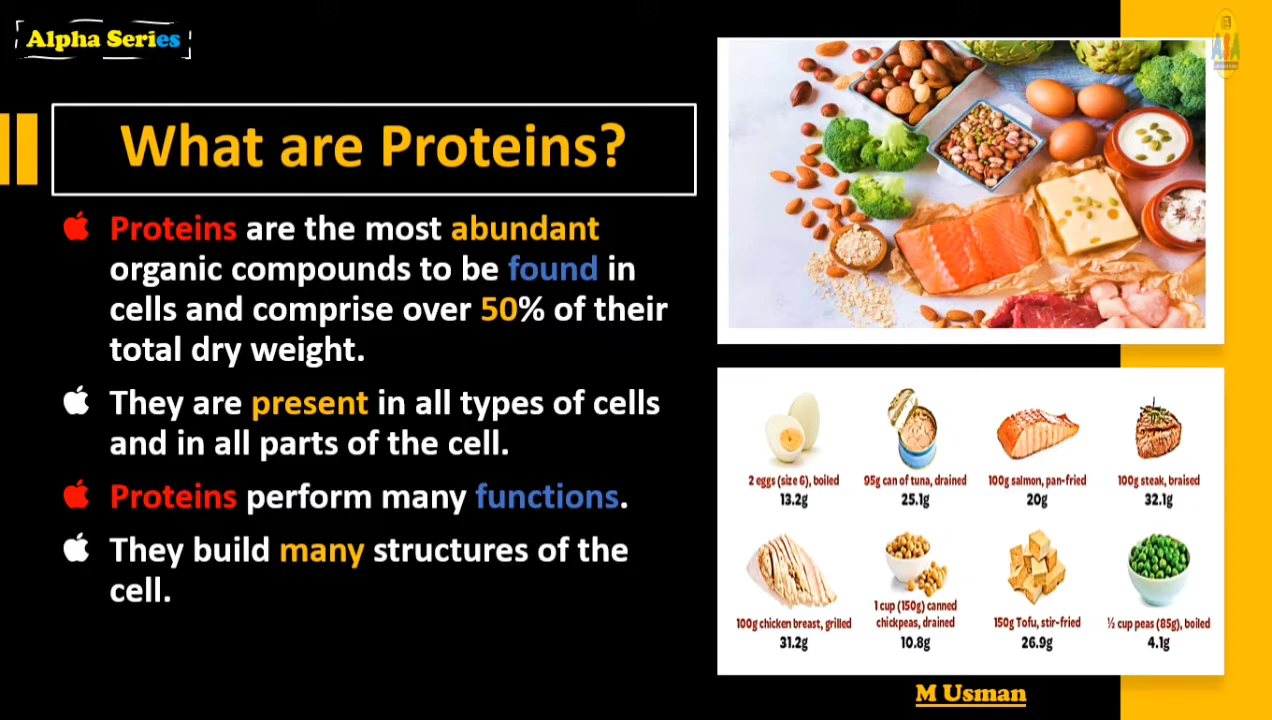 Alpha Series
What are Proteins?
Proteins are the most abundant
organic compounds to be found in
cells and comprise over 50% of their
total dry weight.
They are present in all types of cells
and in all parts of the cell.
Proteins perform many functions.
They build many structures of the
cell.
2 eggs (size 6), boiled
13.2g
95g can of tuna, drained
25.1g
100g salmon, pan-fried
20g
100g steak, braised
32.1g
100g chicken breast, grilled
31.2g
1 cup (150g) canned
chickpeas, drained
10.8g
150g Tofu, stir-fried
26.9g
½ cup peas (85g), boiled
4.1g
M Usman